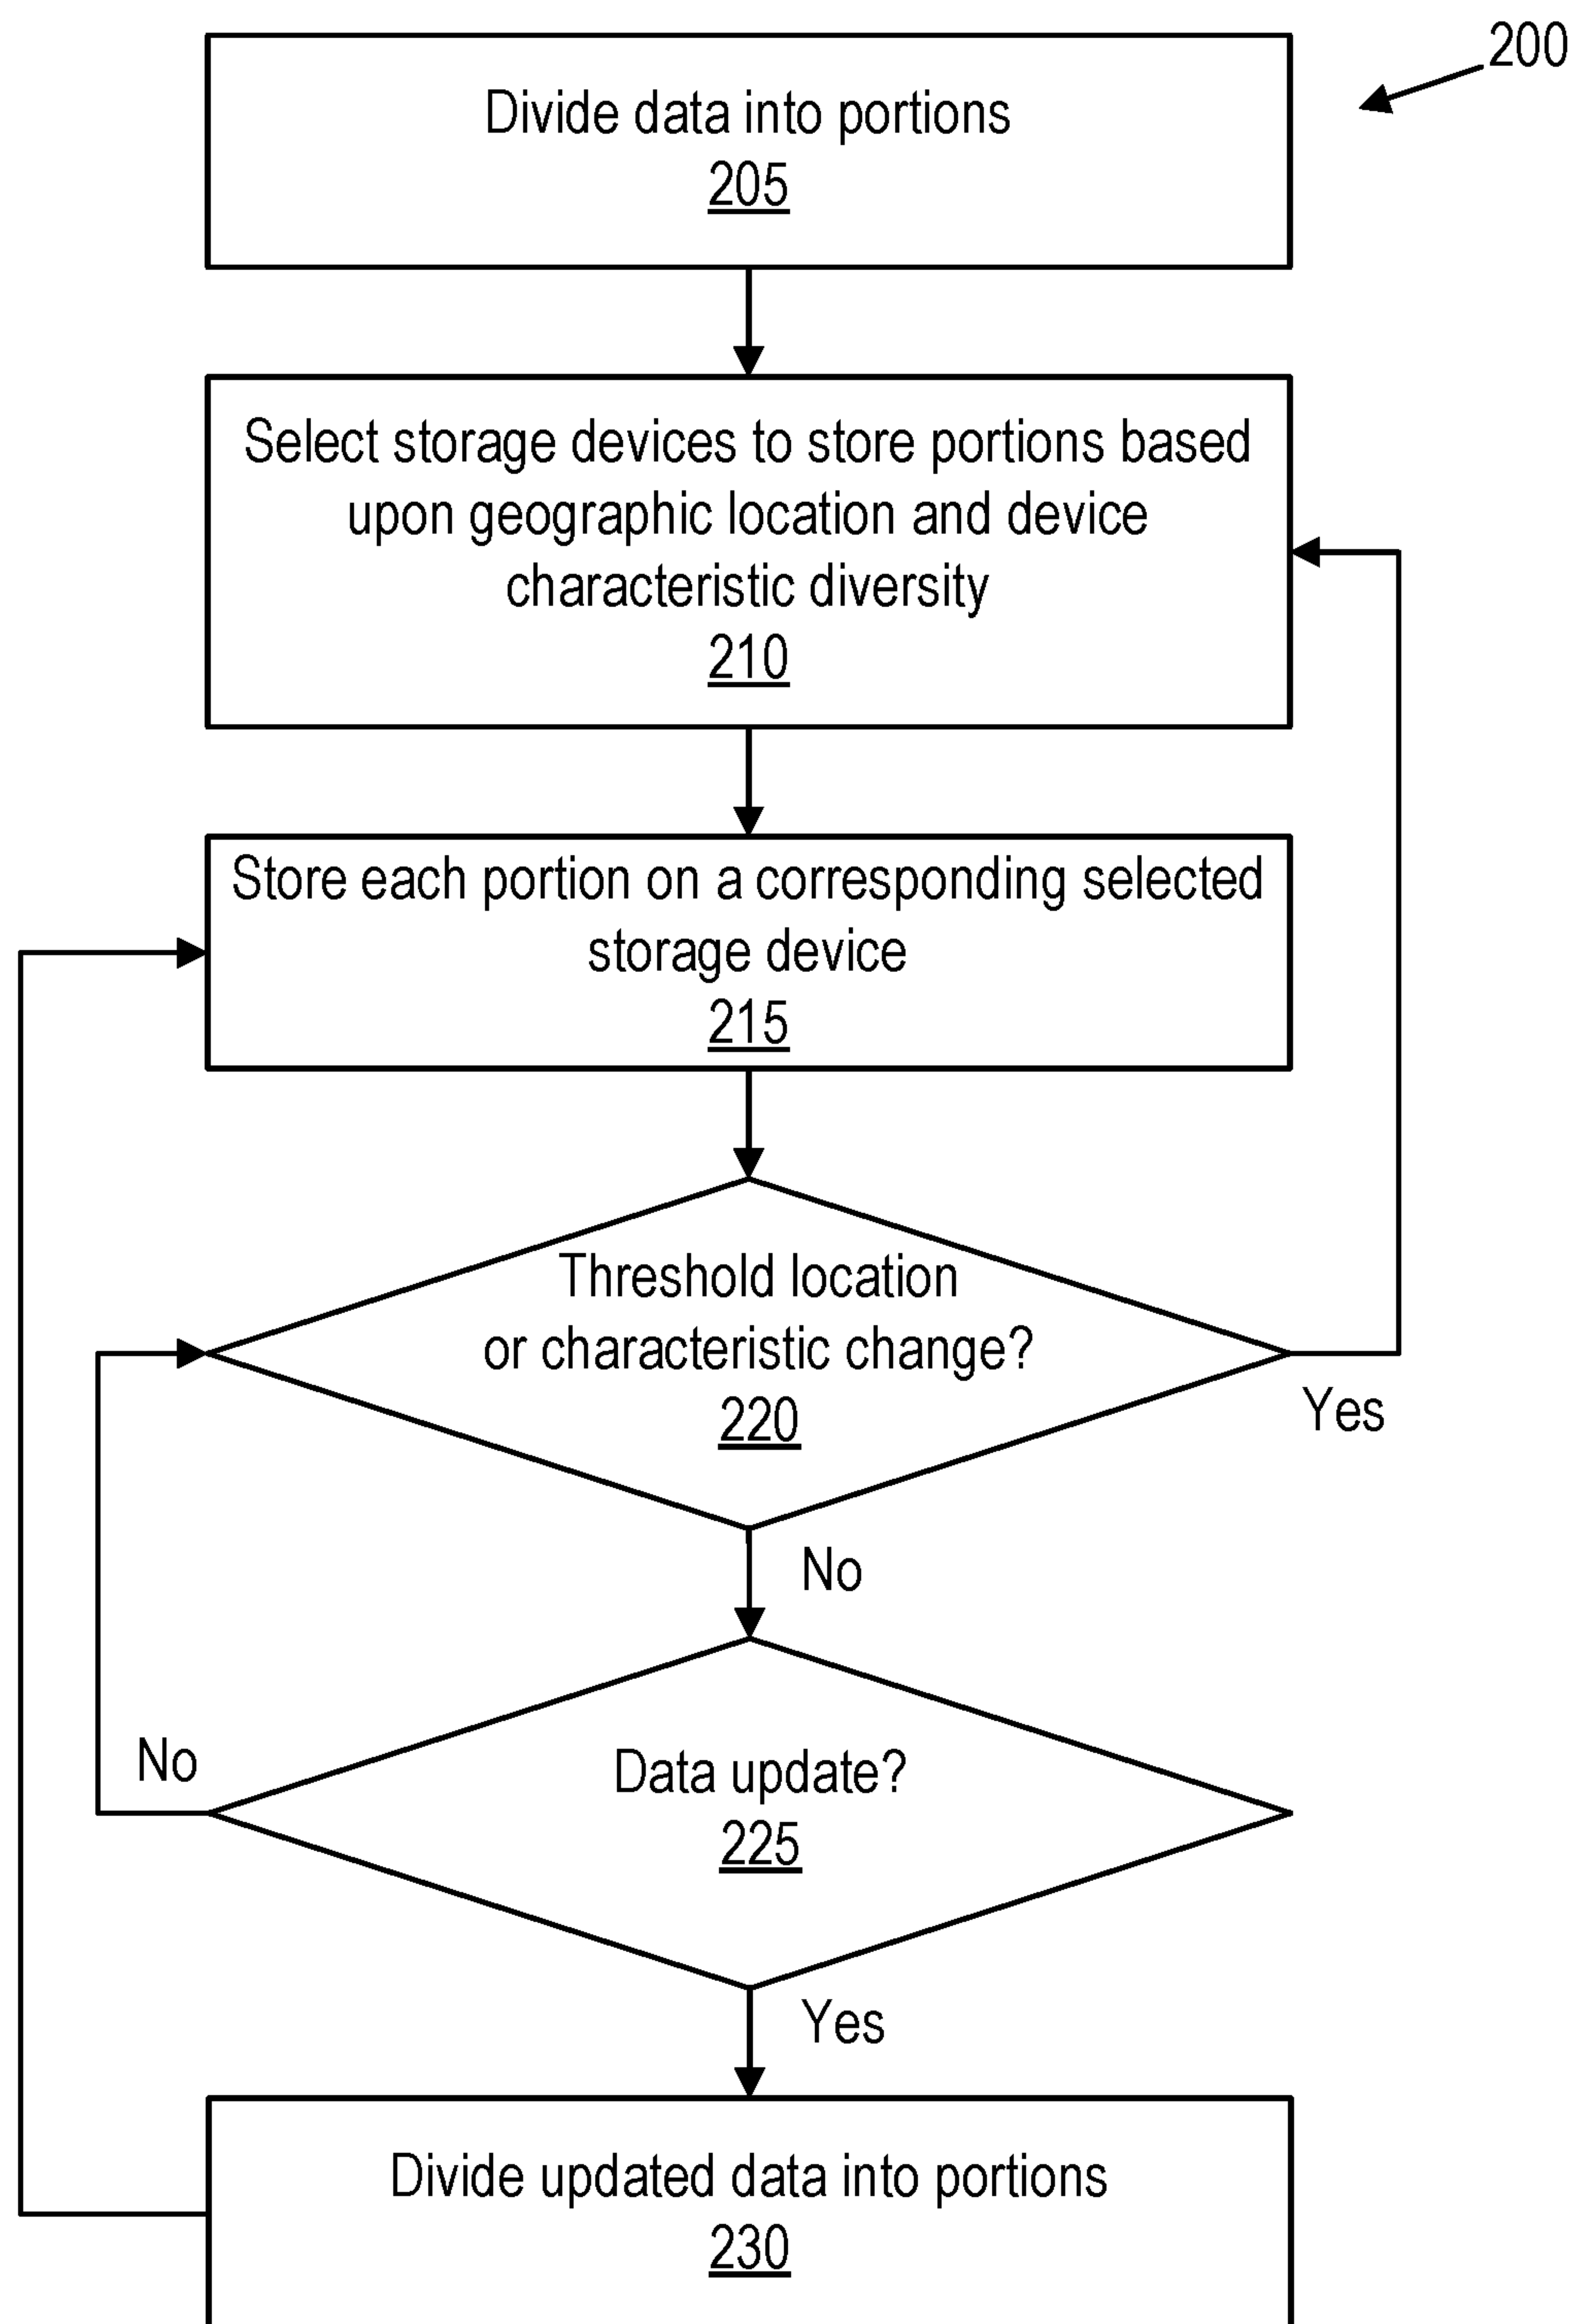 200
Divide data into portions
205
Select storage devices to store portions based
upon geographic location and device
characteristic diversity
210
Store each portion on a corresponding selected
storage device
215
Threshold location
or characteristic change?
220
Yes
No
Data update?
225
No
Yes
Divide updated data into portions
230